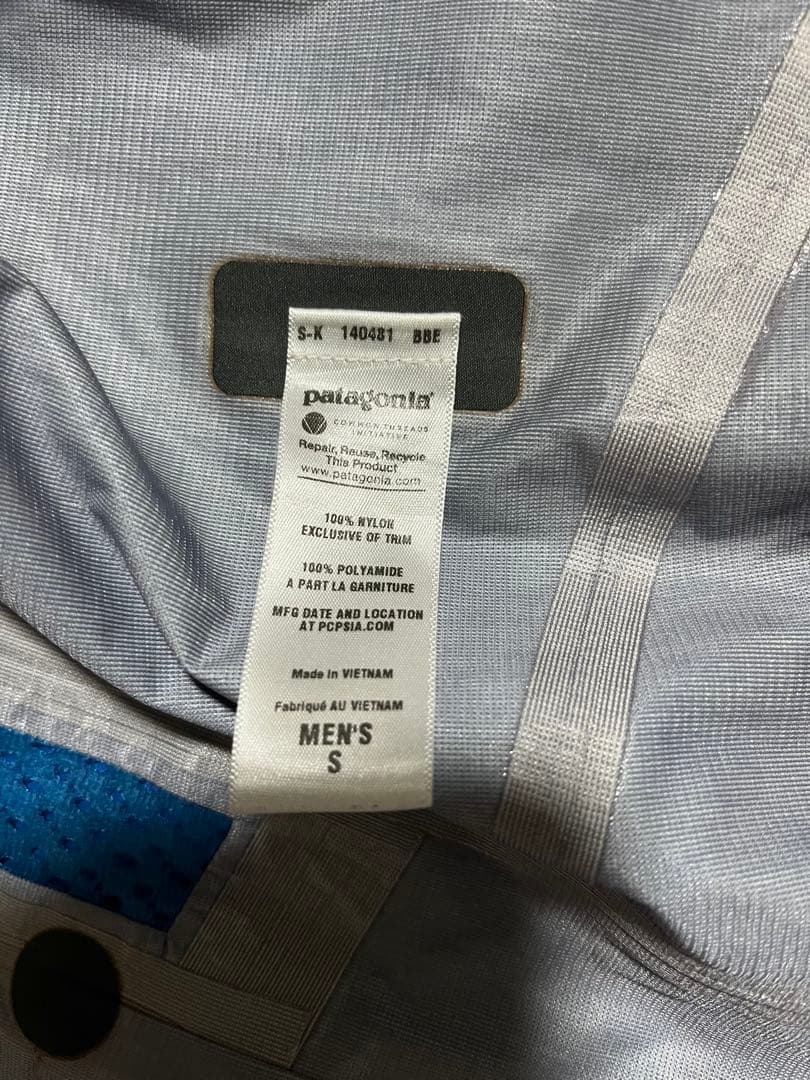 S-K 140481 BBE
patagonia®
COMMON THREADS
INITIATIVE
Repair, Reuse, Recycle
This Product
www.patagonia.com
100% NYLON
EXCLUSIVE OF TRIM
100% POLYAMIDE
A PART LA GARNITURE
MFG DATE AND LOCATION
AT PCPSIA.COM
Made in VIETNAM
Fabriqué AU VIETNAM
MEN'S
S